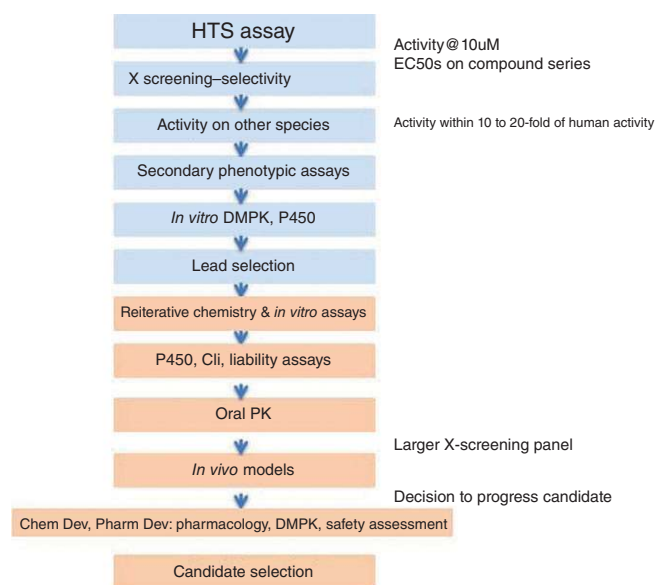 HTS assay
Activity@10uM
EC50s on compound series
X screening–selectivity
Activity on other species
Activity within 10 to 20-fold of human activity
Secondary phenotypic assays
In vitro DMPK, P450
Lead selection
Reiterative chemistry & in vitro assays
P450, Cli, liability assays
Oral PK
Larger X-screening panel
In vivo models
Decision to progress candidate
Chem Dev, Pharm Dev: pharmacology, DMPK, safety assessment
Candidate selection